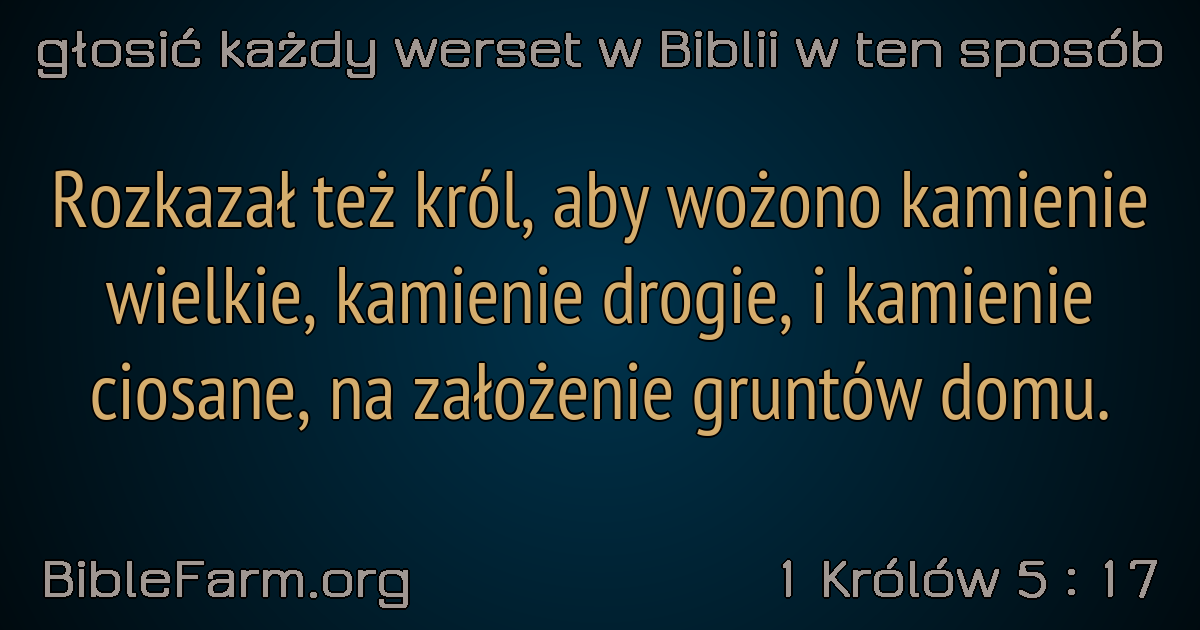 głosić każdy werset w Biblii w ten sposób
Rozkazał też król, aby wożono kamienie
wielkie, kamienie drogie, i kamienie
ciosane, na założenie gruntów domu.
BibleFarm.org
1 Królów 5 : 17